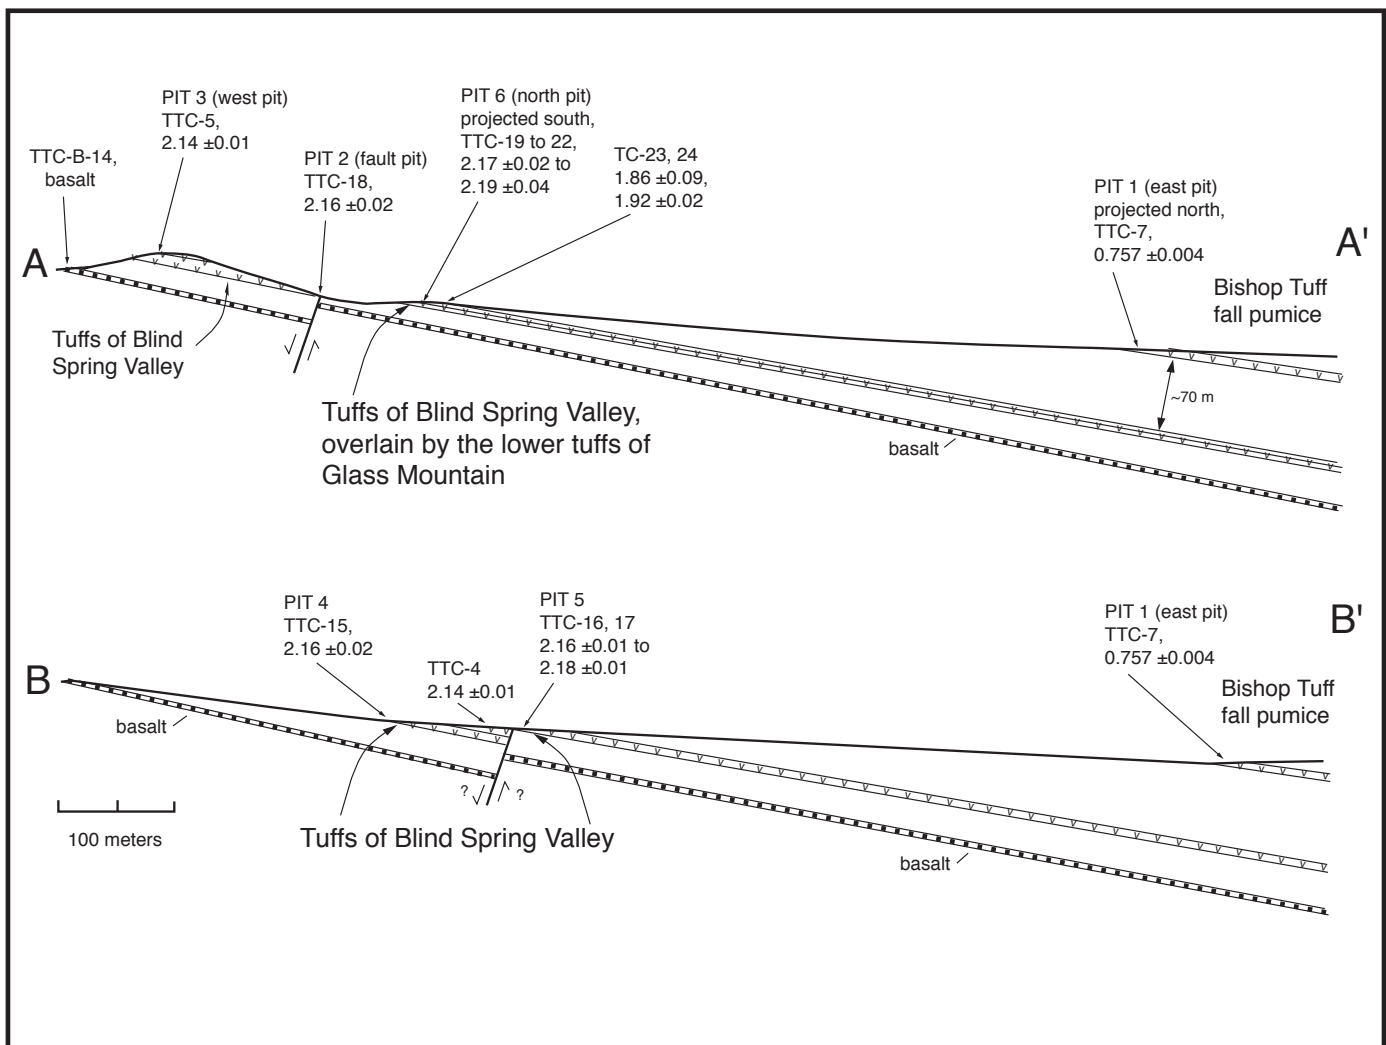 PIT 3 (west pit)
TTC-5,
2.14 ±0.01
TTC-B-14,
basalt
PIT 2 (fault pit)
TTC-18,
2.16 ±0.02
PIT 6 (north pit)
projected south,
TTC-19 to 22,
2.17 ±0.02 to
2.19 ±0.04
TC-23, 24
1.86 ±0.09,
1.92 ±0.02
PIT 1 (east pit)
projected north,
TTC-7,
0.757 ±0.004
A
A'
Bishop Tuff
fall pumice
Tuffs of Blind
Spring Valley
Tuffs of Blind Spring Valley,
overlain by the lower tuffs of
Glass Mountain
~70 m
basalt
PIT 4
TTC-15,
2.16 ±0.02
TTC-4
2.14 ±0.01
PIT 5
TTC-16, 17
2.16 ±0.01 to
2.18 ±0.01
PIT 1 (east pit)
TTC-7,
0.757 ±0.004
B
B'
Bishop Tuff
fall pumice
basalt
? ?
Tuffs of Blind Spring Valley
basalt
100 meters